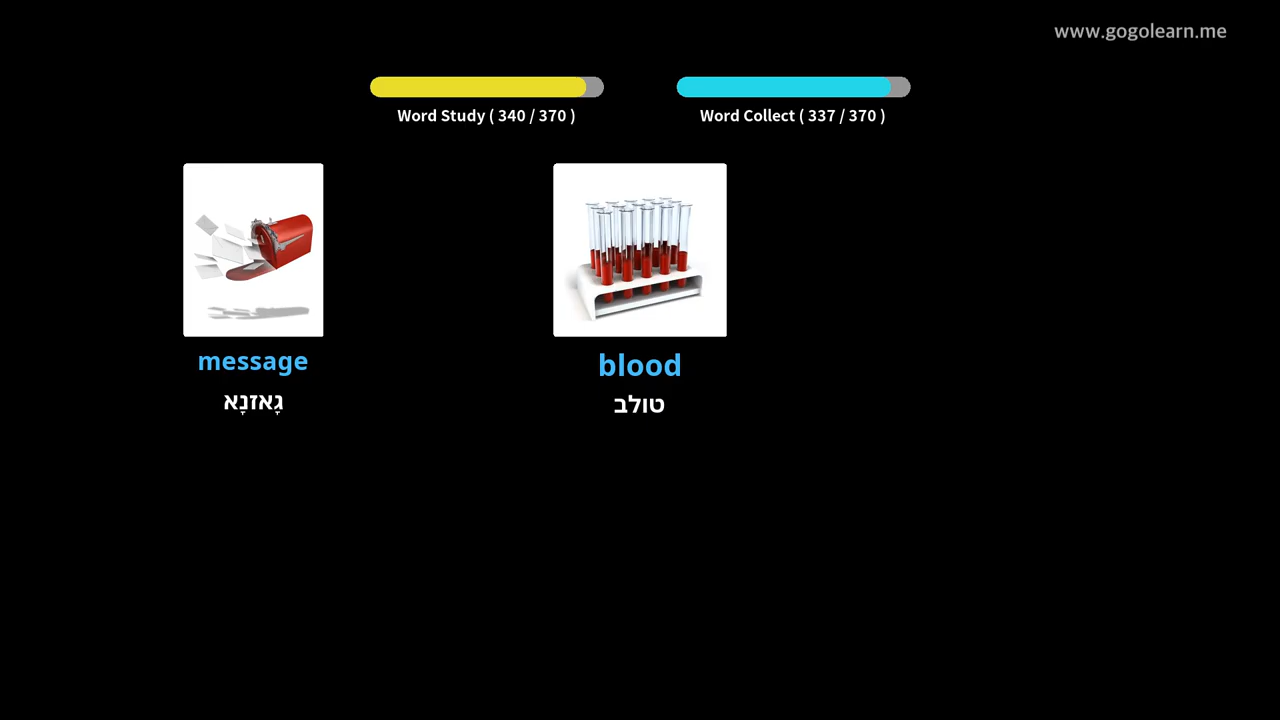 www.gogolearn.me
Word Study ( 340 / 370 )
Word Collect ( 337 / 370 )
message
גָאזנָא
blood
טולב